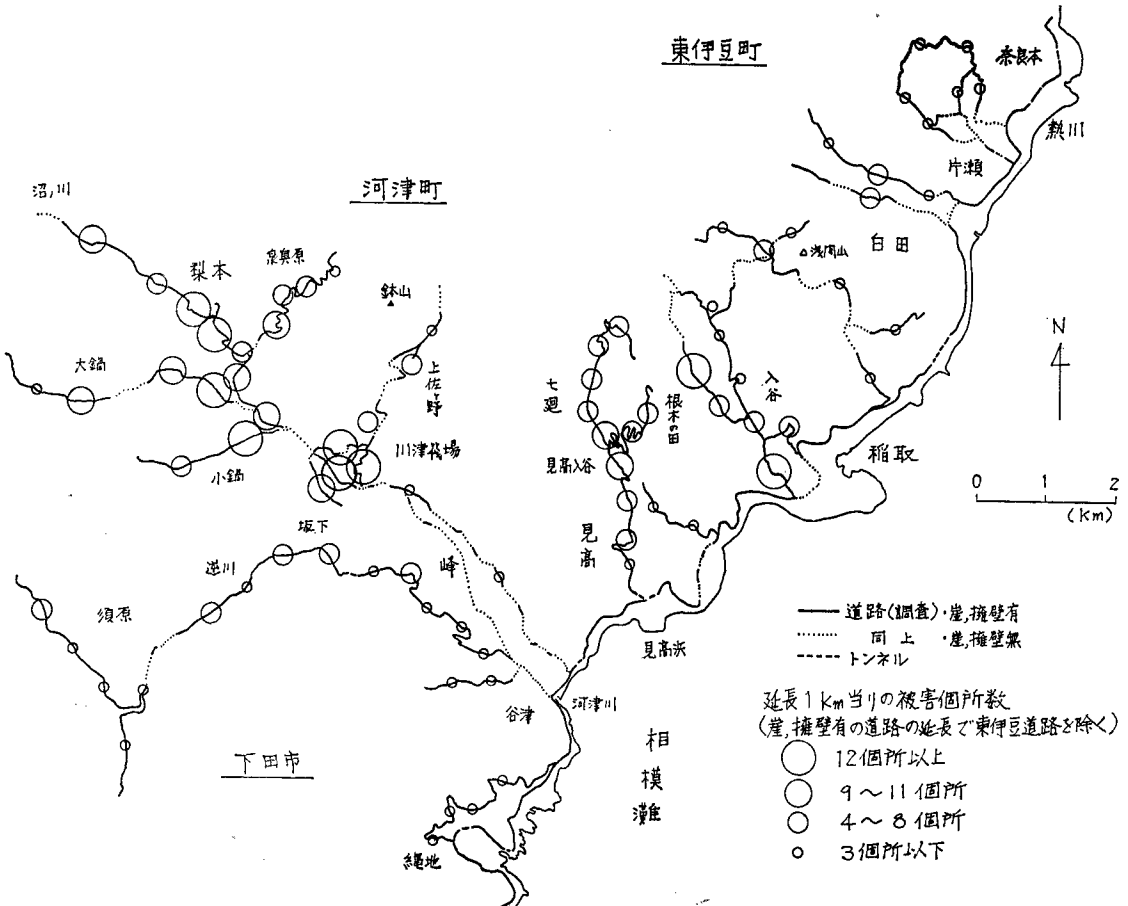 東伊豆町
奈良本
熱川
片瀬
白田
浅間山
沼ノ川
河津町
梨本
泉奥原
鉢山
大鍋
上佐ヶ野
七廻
根木の田
入谷
稲取
小鍋
川津筏場
見高入谷
N
0 1 2
(Km)
坂下
逆川
峰
見高
須原
見高浜
谷津
河津川
下田市
相模灘
縄地
道路(調査)・崖,擁壁有
同上 ・崖,擁壁無
トンネル
延長1Km当りの被害個所数
(崖,擁壁有の道路の延長で東伊豆道路を除く)
12個所以上
9〜11個所
4〜8個所
3個所以下